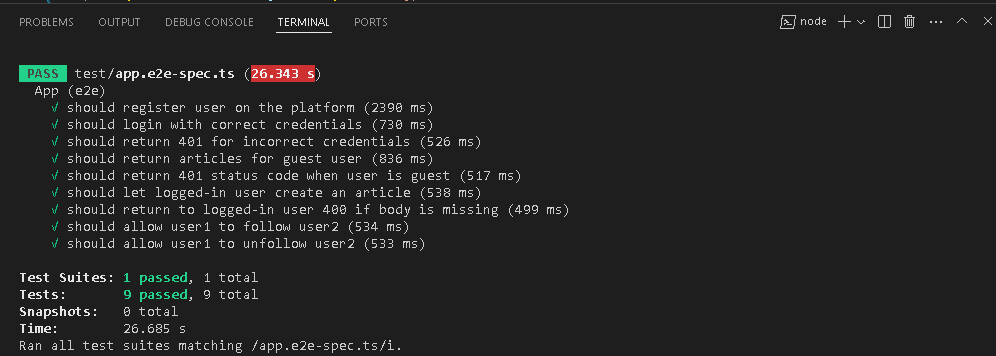 PROBLEMS OUTPUT DEBUG CONSOLE TERMINAL PORTS node
PASS test/app.e2e-spec.ts (26.343 s)
App (e2e)
√ should register user on the platform (2390 ms)
√ should login with correct credentials (730 ms)
√ should return 401 for incorrect credentials (526 ms)
√ should return articles for guest user (836 ms)
√ should return 401 status code when user is guest (517 ms)
√ should let logged-in user create an article (538 ms)
√ should return to logged-in user 400 if body is missing (499 ms)
√ should allow user1 to follow user2 (534 ms)
√ should allow user1 to unfollow user2 (533 ms)
Test Suites: 1 passed, 1 total
Tests: 9 passed, 9 total
Snapshots: 0 total
Time: 26.685 s
Ran all test suites matching /app.e2e-spec.ts/i.